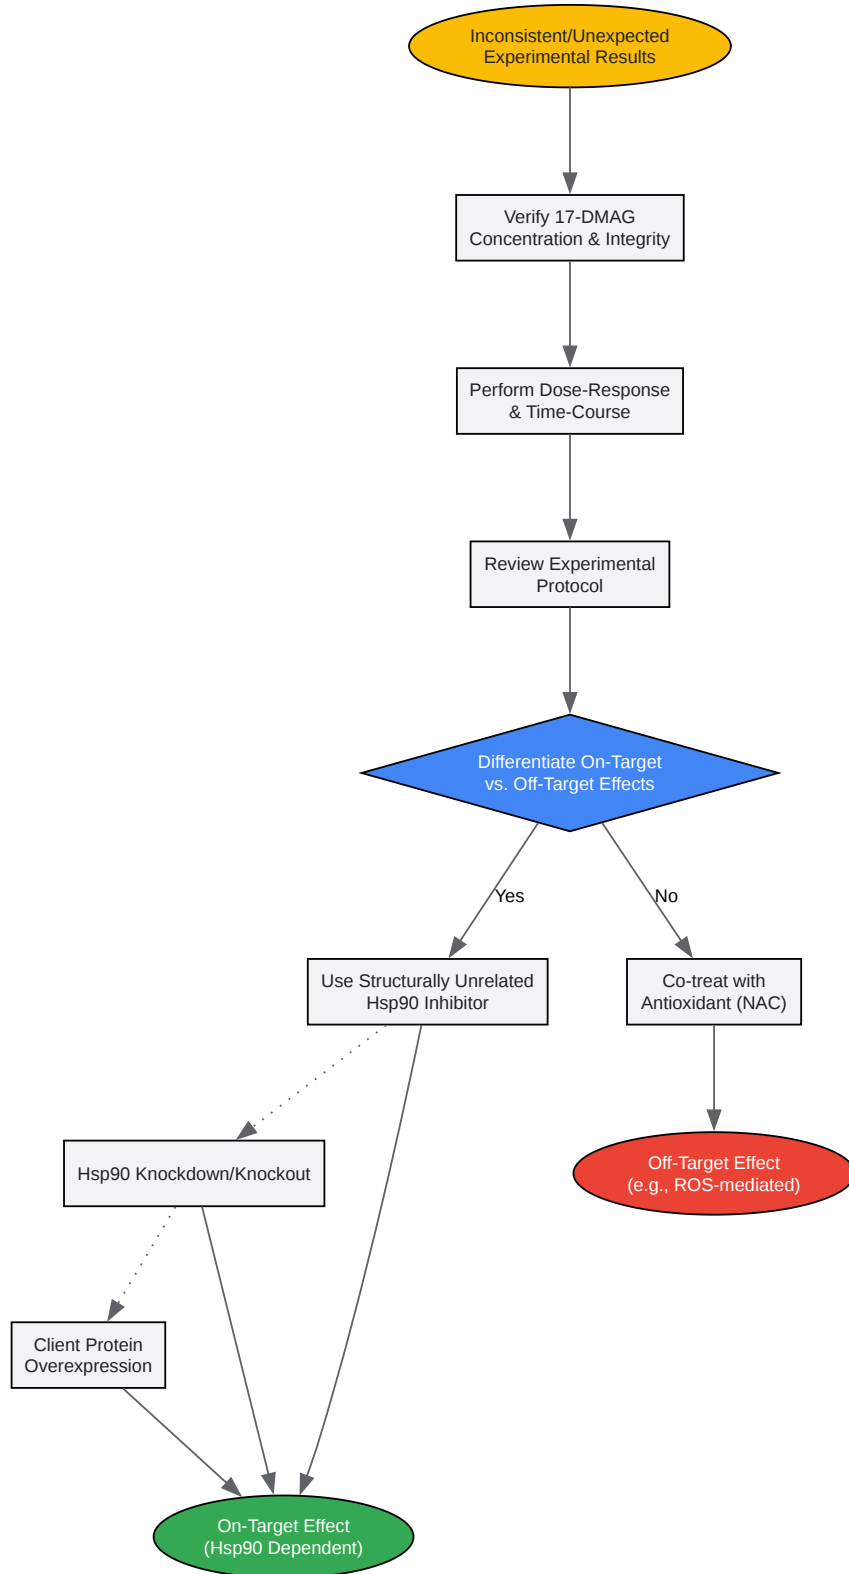 Inconsistent/Unexpected
Experimental Results
Verify 17-DMAG
Concentration & Integrity
Perform Dose-Response
& Time-Course
Review Experimental
Protocol
Differentiate On-Target
vs. Off-Target Effects
Yes
No
Use Structurally Unrelated
Hsp90 Inhibitor
Co-treat with
Antioxidant (NAC)
Hsp90 Knockdown/Knockout
Off-Target Effect
(e.g., ROS-mediated)
Client Protein
Overexpression
On-Target Effect
(Hsp90 Dependent)